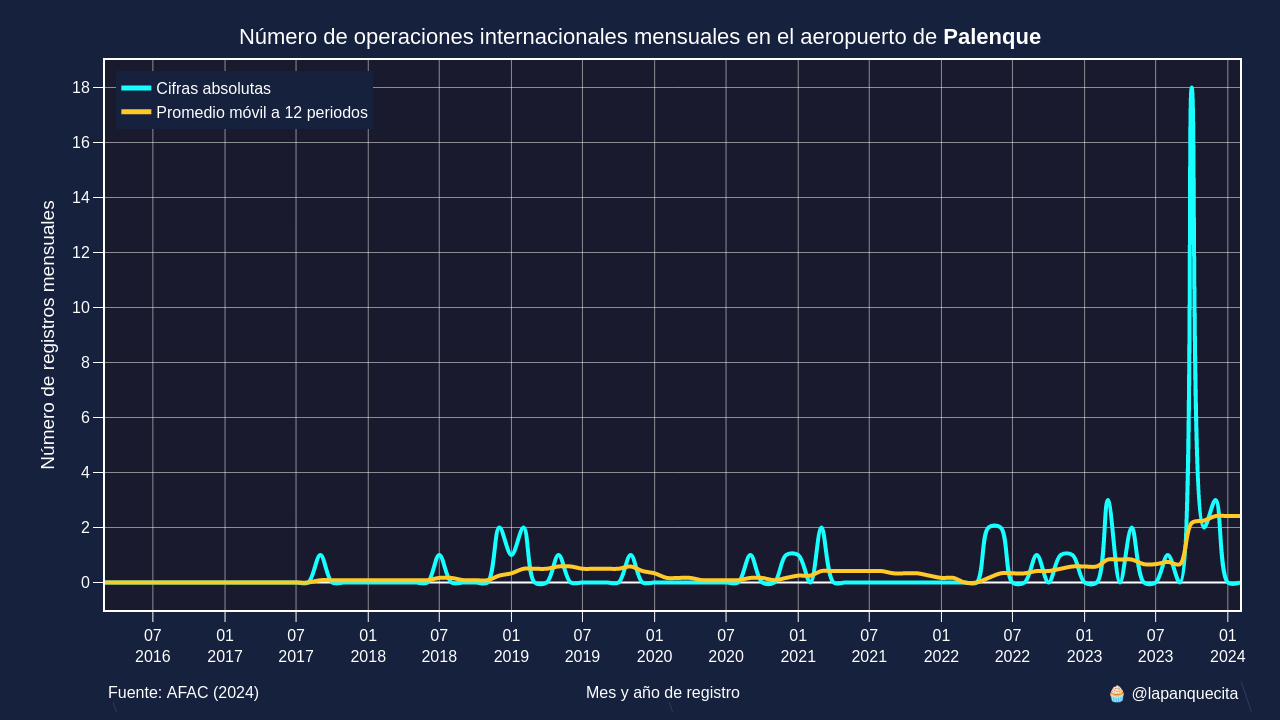 Número de operaciones internacionales mensuales en el aeropuerto de Palenque
Cifras absolutas
Promedio móvil a 12 periodos
Número de registros mensuales
18
16
14
12
10
8
6
4
2
0
07 01 07 01 07 01 07 01 07 01 07 01 07 01 07 01
2016 2017 2017 2018 2018 2019 2019 2020 2020 2021 2021 2022 2022 2023 2023 2024
Fuente: AFAC (2024)
Mes y año de registro
🧁 @lapanquecita